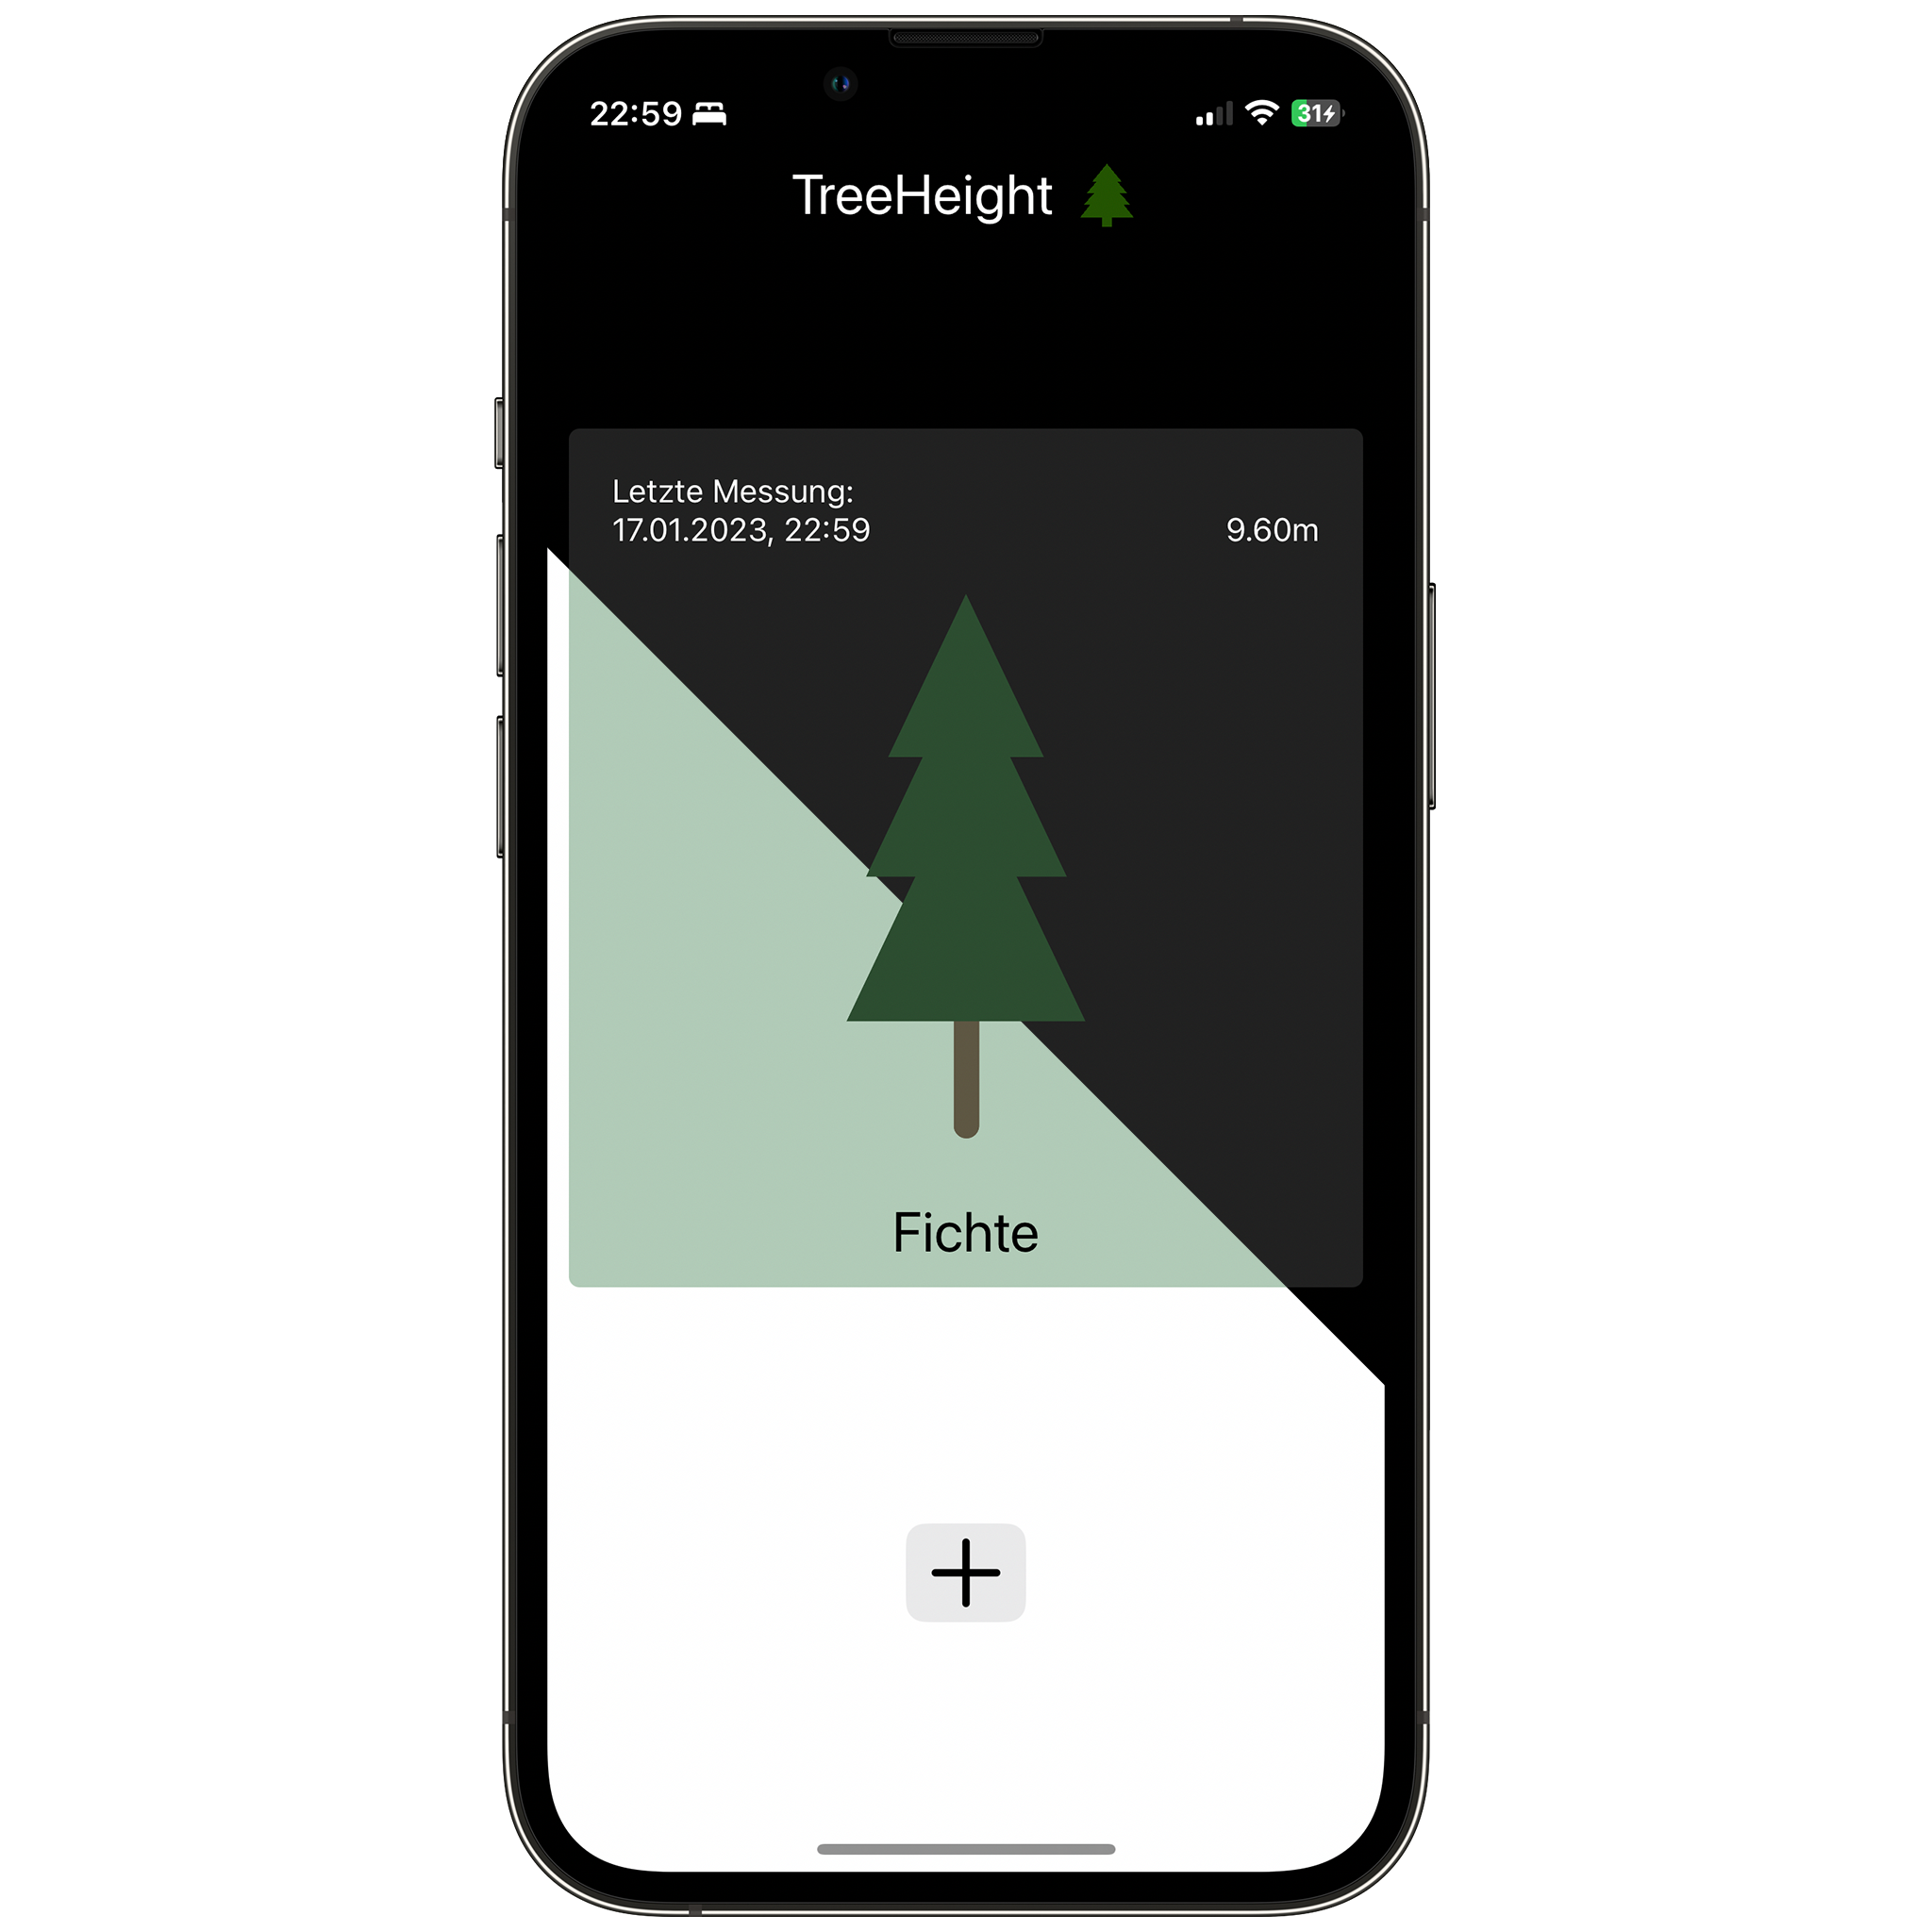 22:59
31
TreeHeight
Letzte Messung:
17.01.2023, 22:59
9.60m
Fichte